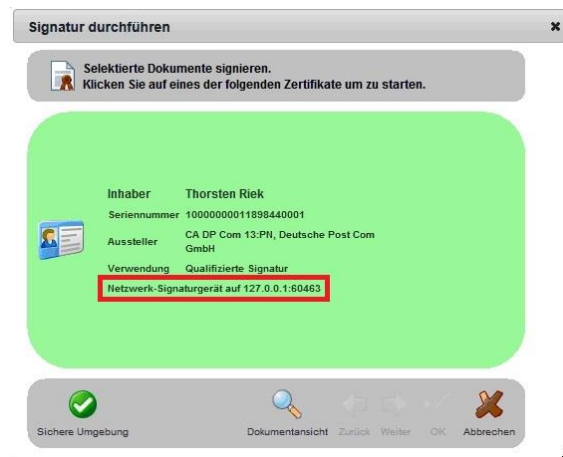 Signatur durchführen
Selektierte Dokumente signieren.
Klicken Sie auf eines der folgenden Zertifikate um zu starten.
Inhaber Thorsten Riek
Seriennummer 10000000011898440001
Aussteller CA DP Com 13:PN, Deutsche Post Com
GmbH
Verwendung Qualifizierte Signatur
Netzwerk-Signaturgerät auf 127.0.0.1:60463
Sichere Umgebung Dokumentansicht Zurück Weiter OK Abbrechen